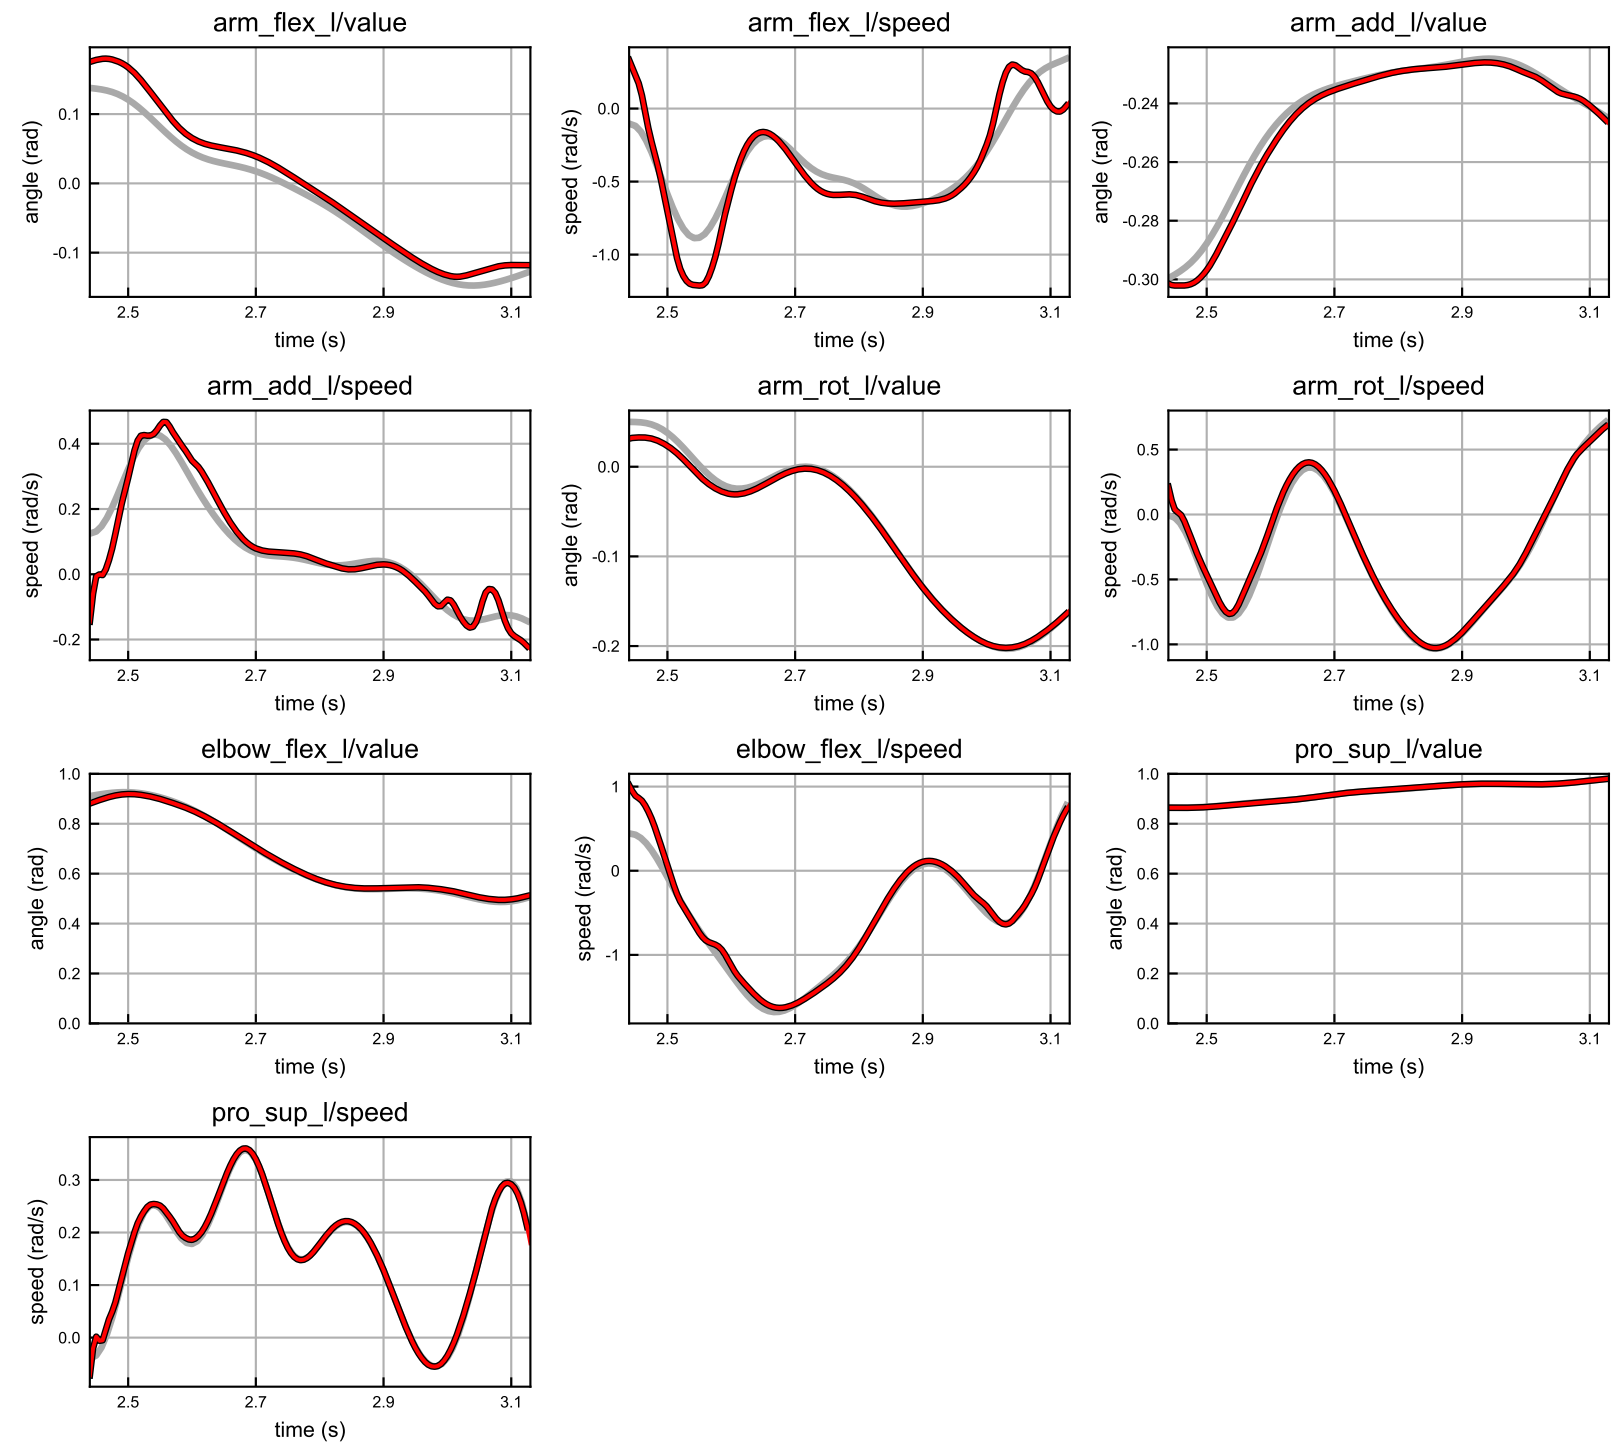 arm_flex_l/value
arm_flex_l/speed
arm_add_l/value
angle (rad)
0.1
0.0
-0.1
2.5 2.7 2.9 3.1
time (s)
speed (rad/s)
0.0
-0.5
-1.0
2.5 2.7 2.9 3.1
time (s)
angle (rad)
-0.24
-0.26
-0.28
-0.30
2.5 2.7 2.9 3.1
time (s)
arm_add_l/speed
arm_rot_l/value
arm_rot_l/speed
speed (rad/s)
0.4
0.2
0.0
-0.2
2.5 2.7 2.9 3.1
time (s)
angle (rad)
0.0
-0.1
-0.2
2.5 2.7 2.9 3.1
time (s)
speed (rad/s)
0.5
0.0
-0.5
-1.0
2.5 2.7 2.9 3.1
time (s)
elbow_flex_l/value
elbow_flex_l/speed
pro_sup_l/value
angle (rad)
1.0
0.8
0.6
0.4
0.2
0.0
2.5 2.7 2.9 3.1
time (s)
speed (rad/s)
1
0
-1
2.5 2.7 2.9 3.1
time (s)
angle (rad)
1.0
0.8
0.6
0.4
0.2
0.0
2.5 2.7 2.9 3.1
time (s)
pro_sup_l/speed
speed (rad/s)
0.3
0.2
0.1
0.0
2.5 2.7 2.9 3.1
time (s)